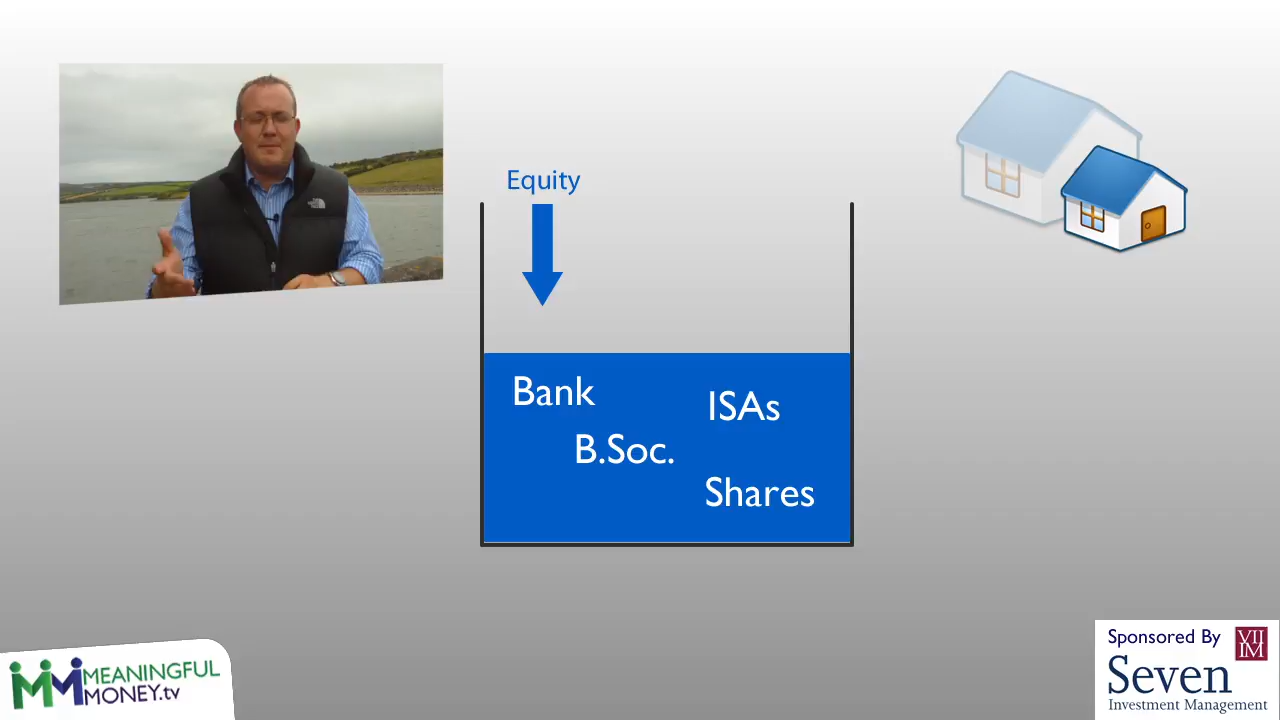 Equity
Bank
ISAs
B.Soc.
Shares
MEANINGFUL
MONEY.tv
Sponsored By
VII
IM
Seven
Investment Management